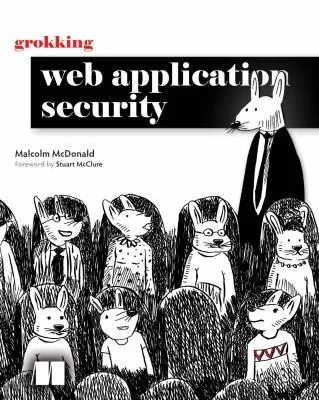 grokking
web application
security
Malcolm McDonald
Foreword by Stuart McClure